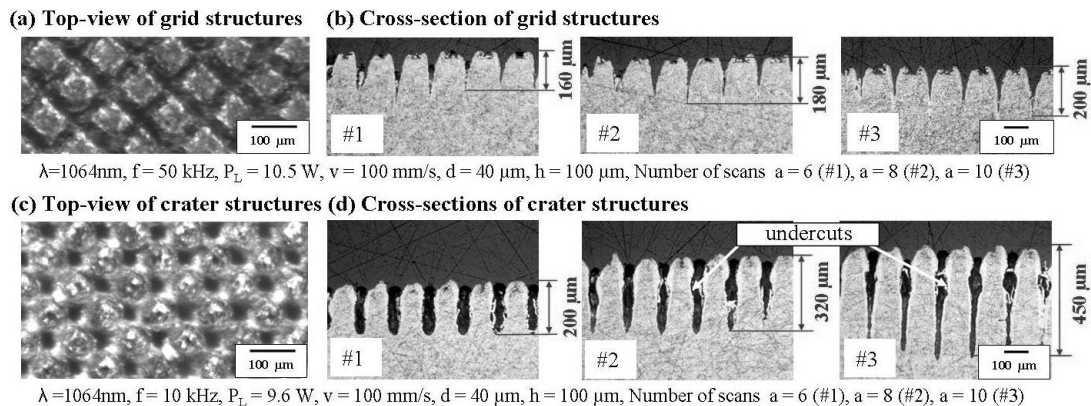 (a) Top-view of grid structures
(b) Cross-section of grid structures
100 µm
#1
160 µm
#2
180 µm
#3
100 µm
200 µm
λ=1064nm, f = 50 kHz, P_L = 10.5 W, v = 100 mm/s, d = 40 µm, h = 100 µm, Number of scans a = 6 (#1), a = 8 (#2), a = 10 (#3)
(c) Top-view of crater structures
(d) Cross-sections of crater structures
100 µm
#1
200 µm
undercuts
#2
320 µm
#3
100 µm
450 µm
λ =1064nm, f = 10 kHz, P_L = 9.6 W, v = 100 mm/s, d = 40 µm, h = 100 µm, Number of scans a = 6 (#1), a = 8 (#2), a = 10 (#3)